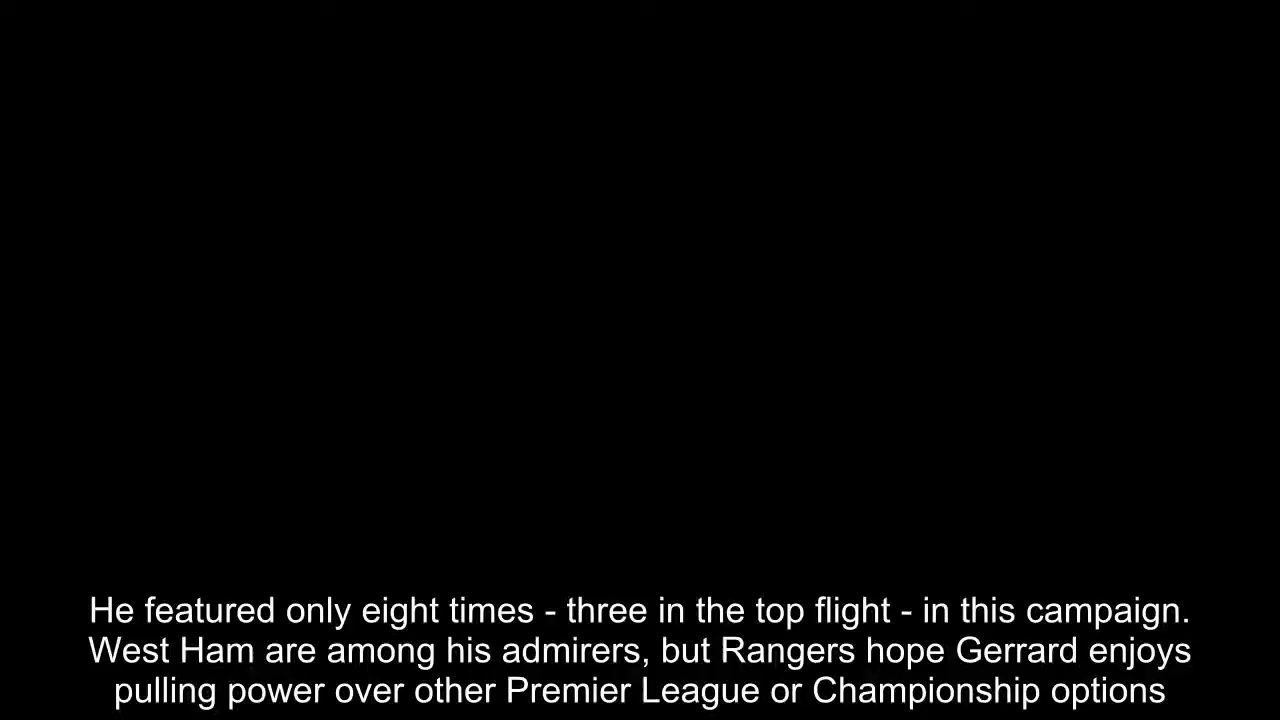 He featured only eight times - three in the top flight - in this campaign.
West Ham are among his admirers, but Rangers hope Gerrard enjoys
pulling power over other Premier League or Championship options